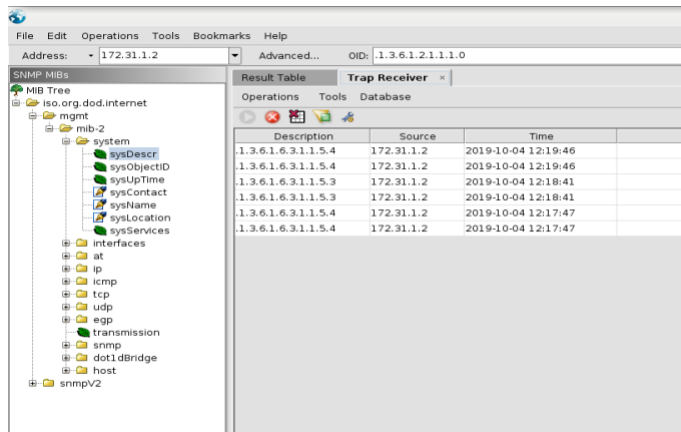 File Edit Operations Tools Bookmarks Help
Address: 172.31.1.2 Advanced... OID: .1.3.6.1.2.1.1.1.0
SNMP MIBs
MIB Tree
iso.org.dod.internet
mgmt
mib-2
system
sysDescr
sysObjectID
sysUpTime
sysContact
sysName
sysLocation
sysServices
interfaces
at
ip
icmp
tcp
udp
egp
transmission
snmp
dot1dBridge
host
snmpV2
Result Table Trap Receiver ×
Operations Tools Database
Description Source Time
.1.3.6.1.6.3.1.1.5.4 172.31.1.2 2019-10-04 12:19:46
.1.3.6.1.6.3.1.1.5.4 172.31.1.2 2019-10-04 12:19:46
.1.3.6.1.6.3.1.1.5.3 172.31.1.2 2019-10-04 12:18:41
.1.3.6.1.6.3.1.1.5.3 172.31.1.2 2019-10-04 12:18:41
.1.3.6.1.6.3.1.1.5.4 172.31.1.2 2019-10-04 12:17:47
.1.3.6.1.6.3.1.1.5.4 172.31.1.2 2019-10-04 12:17:47